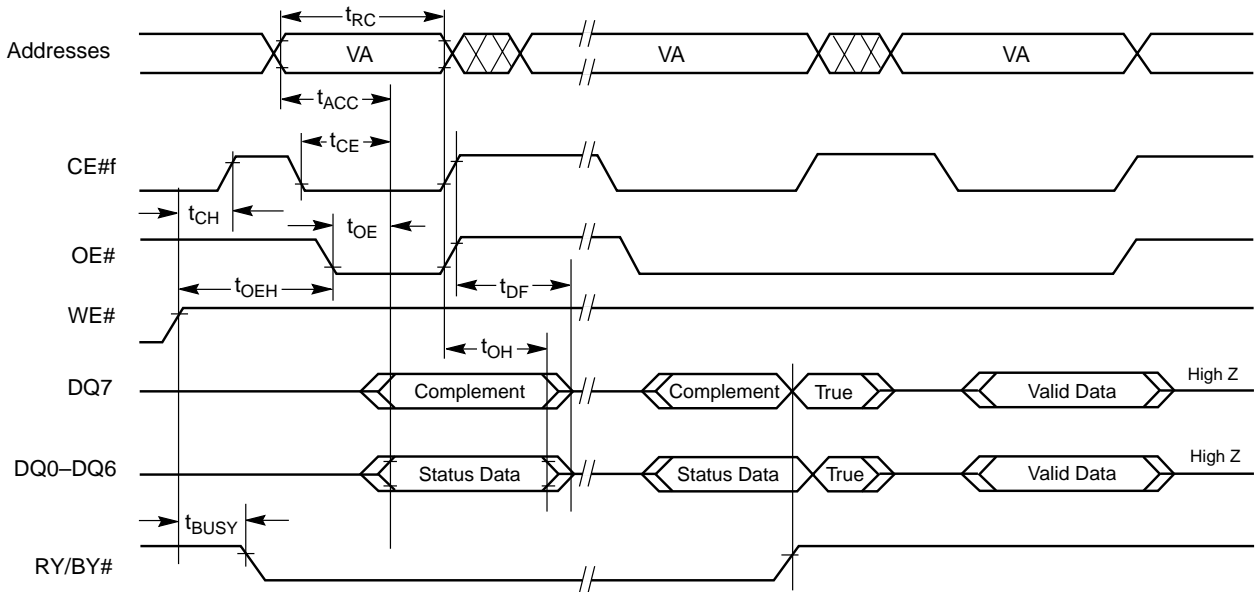 tRC
Addresses VA VA VA
tACC
tCE
CE#f
tCH
tOE
OE#
tOEH tDF
WE#
tOH
DQ7 Complement Complement True Valid Data High Z
DQ0–DQ6 Status Data Status Data True Valid Data High Z
tBUSY
RY/BY#